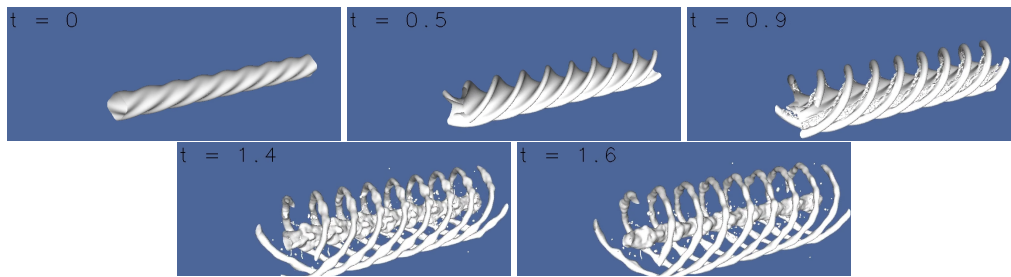 t = 0
t = 0.5
t = 0.9
t = 1.4
t = 1.6